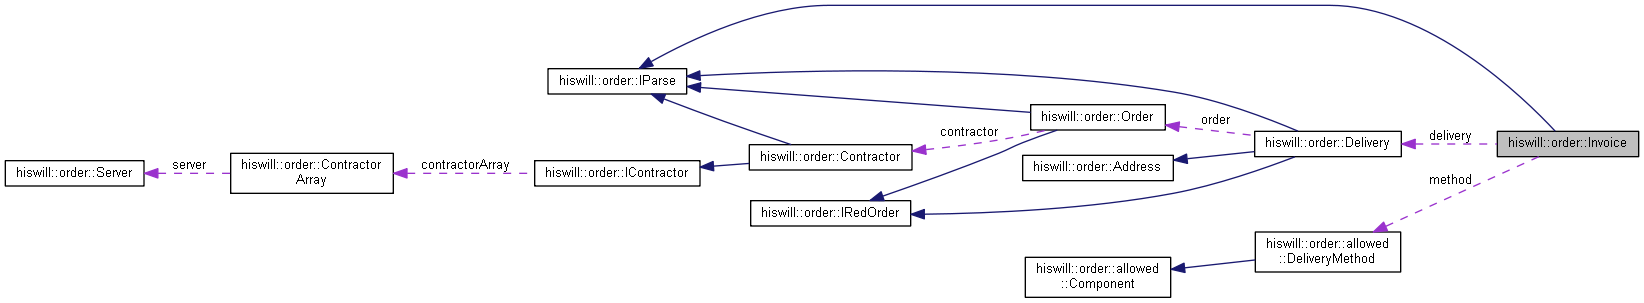 hiswill::order::IParse
hiswill::order::Order
order
contractor
delivery
hiswill::order::Delivery
hiswill::order::Invoice
hiswill::order::Contractor
server
hiswill::order::Contractor
Array
contractorArray
hiswill::order::Server
hiswill::order::IContractor
hiswill::order::Address
method
hiswill::order::IRedOrder
hiswill::order::allowed
::DeliveryMethod
hiswill::order::allowed
::Component